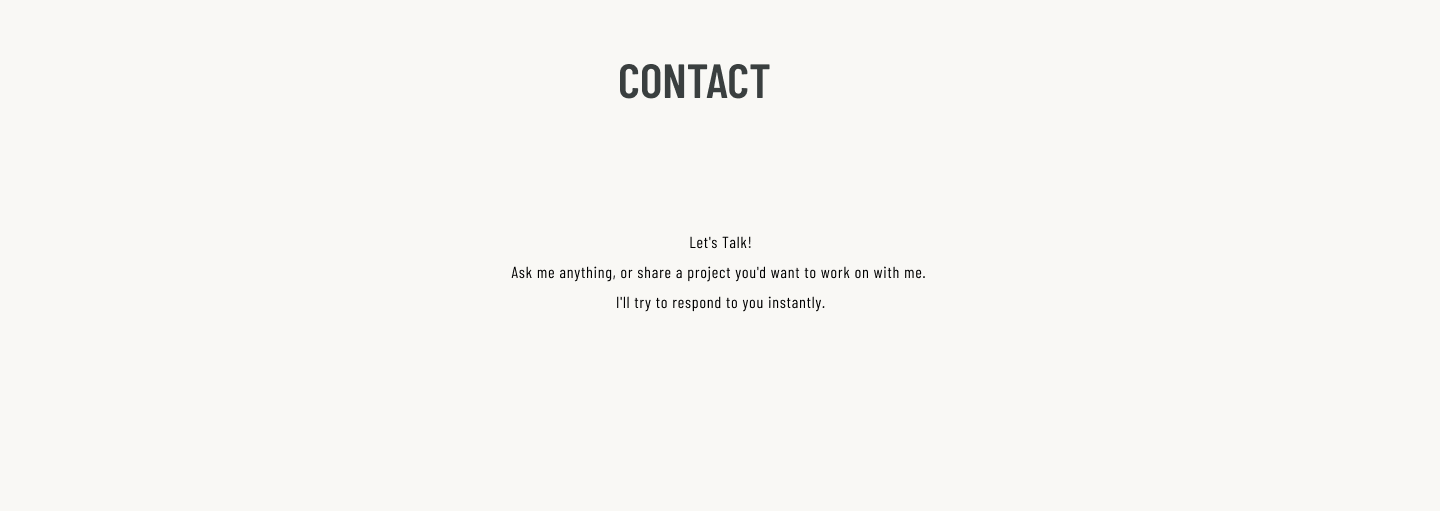 CONTACT
Let's Talk!
Ask me anything, or share a project you'd want to work on with me.
I'll try to respond to you instantly.